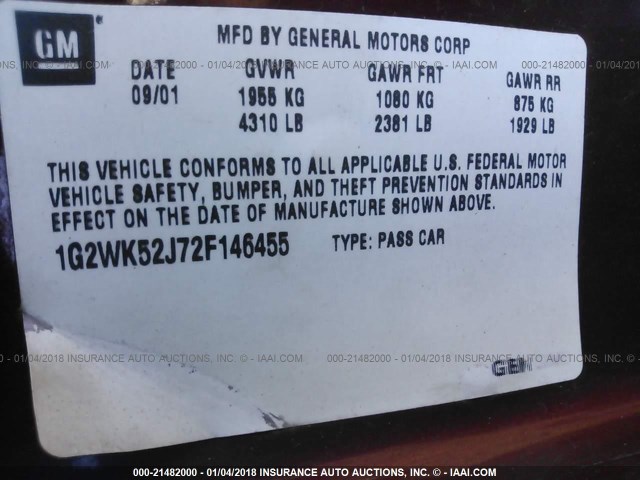 GM
MFD BY GENERAL MOTORS CORP
DATE GVWR GAWR FRT GAWR RR
09/01 1955 KG 1080 KG 875 KG
4310 LB 2381 LB 1929 LB
THIS VEHICLE CONFORMS TO ALL APPLICABLE U.S. FEDERAL MOTOR
VEHICLE SAFETY, BUMPER, AND THEFT PREVENTION STANDARDS IN
EFFECT ON THE DATE OF MANUFACTURE SHOWN ABOVE.
1G2WK52J72F146455 TYPE: PASS CAR
000-21482000 - 01/04/2018 INSURANCE AUTO AUCTIONS, INC. - © IAAI.COM